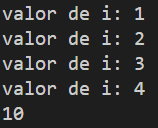 valor de i: 1
valor de i: 2
valor de i: 3
valor de i: 4
10